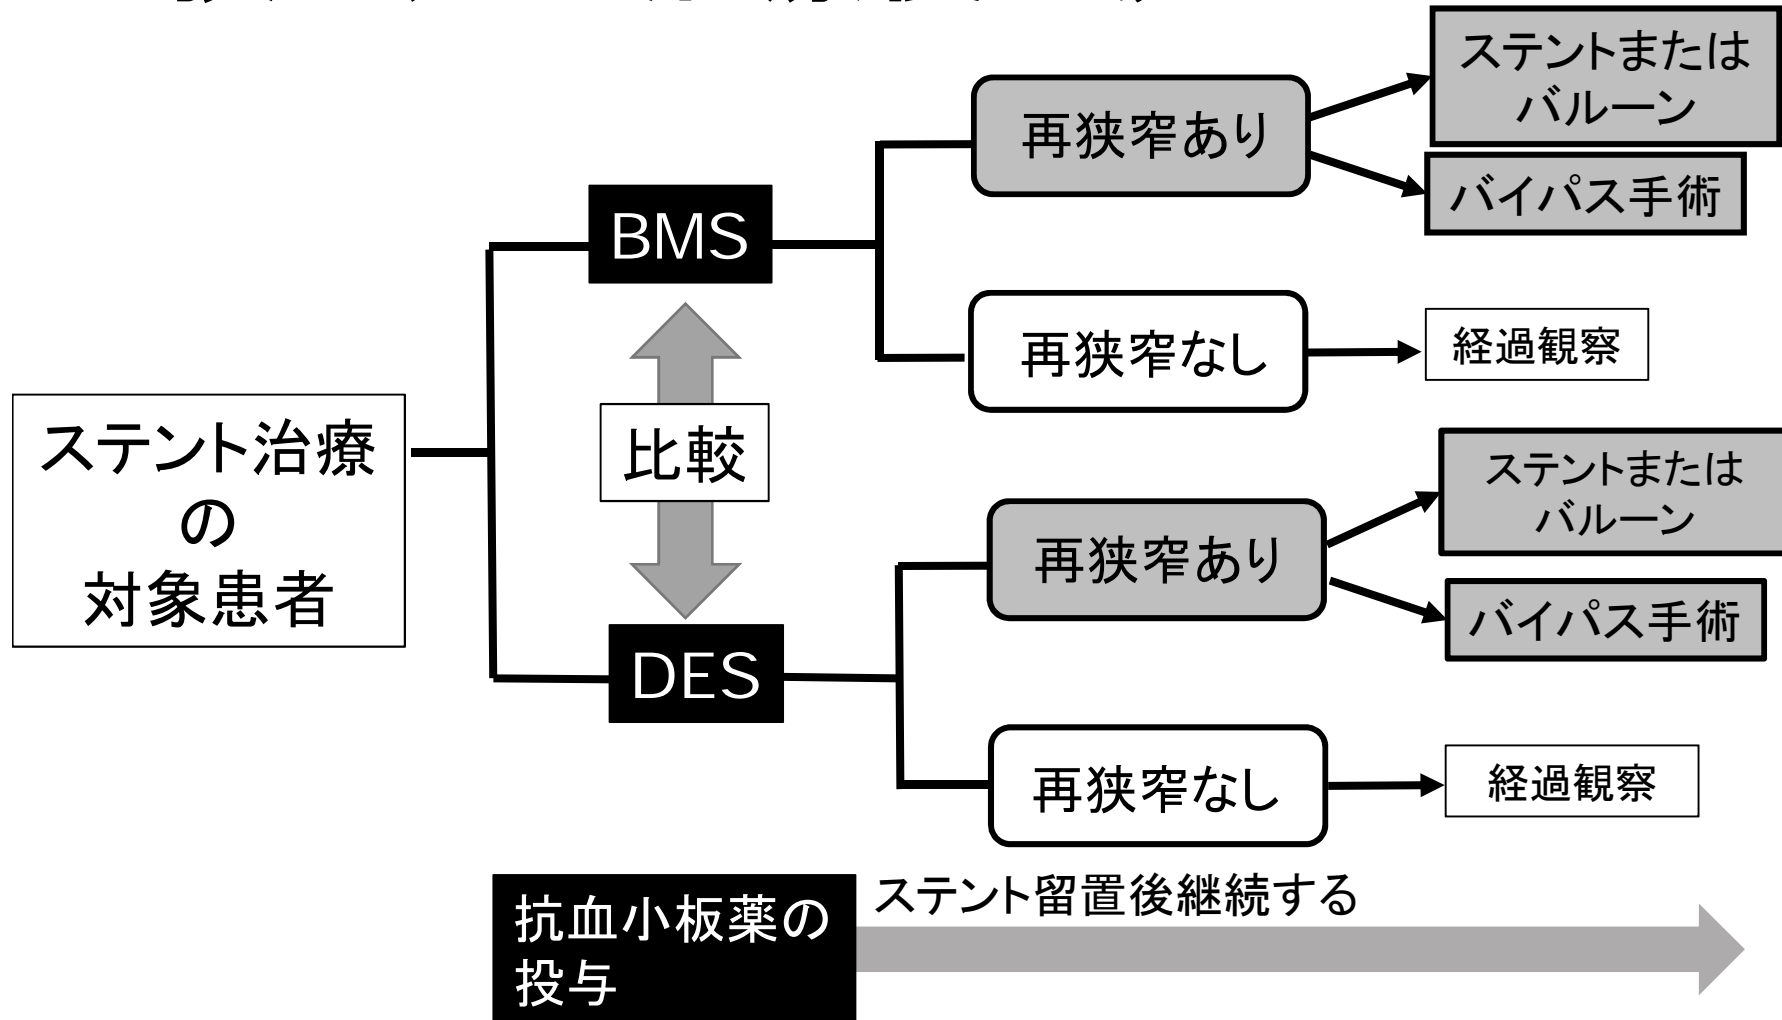 ステントまたは
バルーン
再狭窄あり
バイパス手術
BMS
再狭窄なし
経過観察
ステント治療
の
対象患者
比較
ステントまたは
バルーン
再狭窄あり
バイパス手術
DES
再狭窄なし
経過観察
抗血小板薬の
投与
ステント留置後継続する